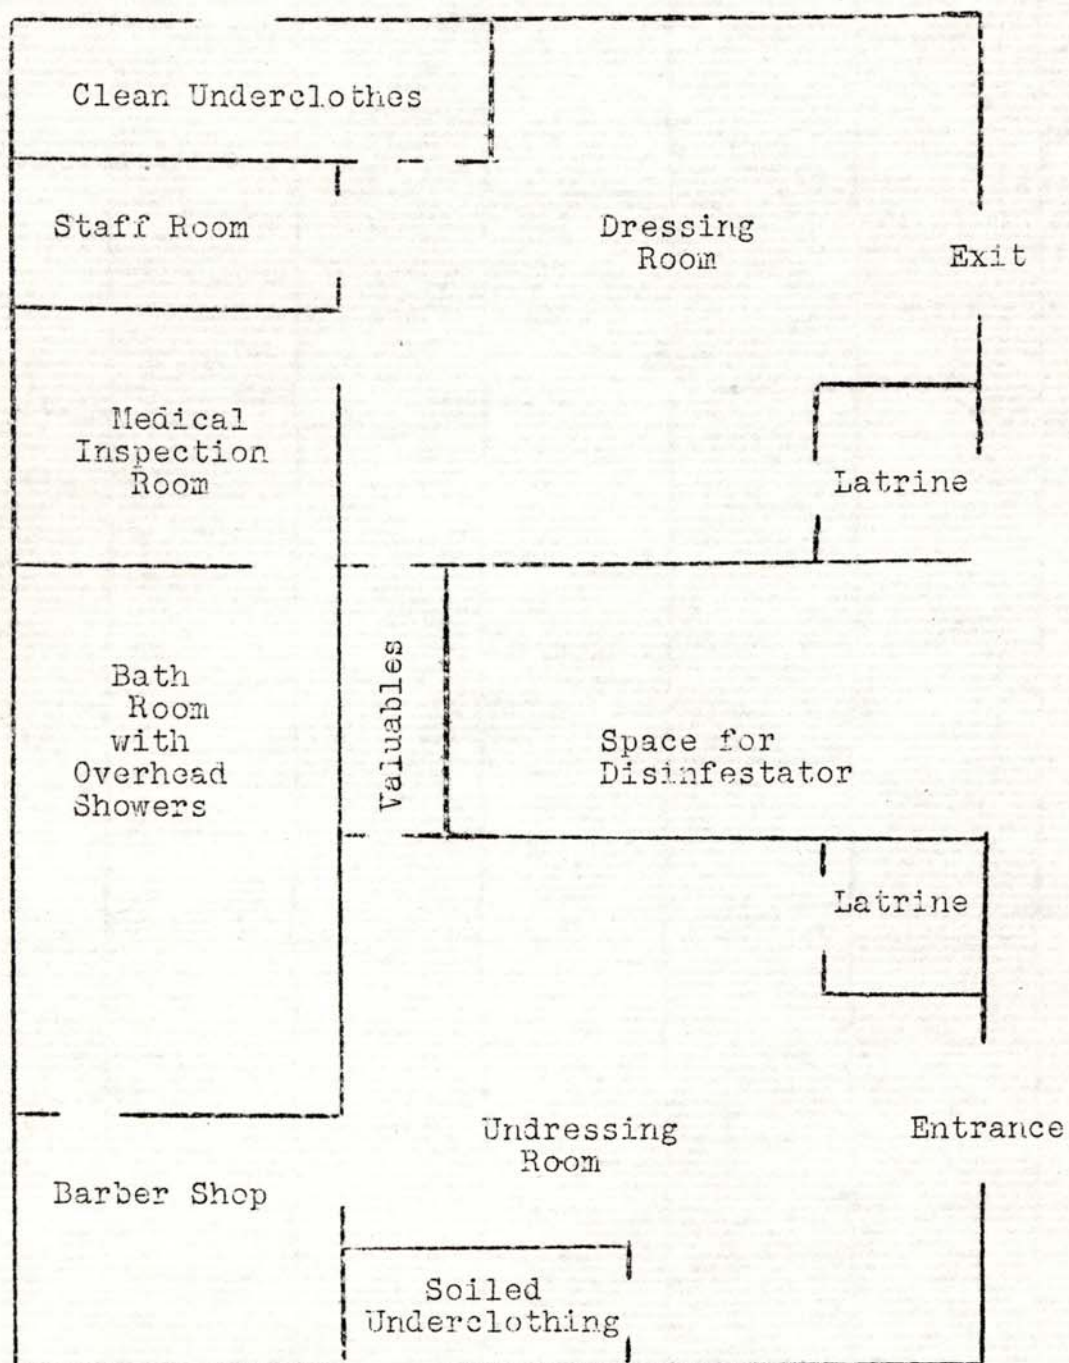 Clean Underclothes
Staff Room
Dressing
Room
Exit
Medical
Inspection
Room
Latrine
Bath
Room
with
Overhead
Showers
Valuables
Space for
Disinfestator
Latrine
Undressing
Room
Entrance
Barber Shop
Soiled
Underclothing